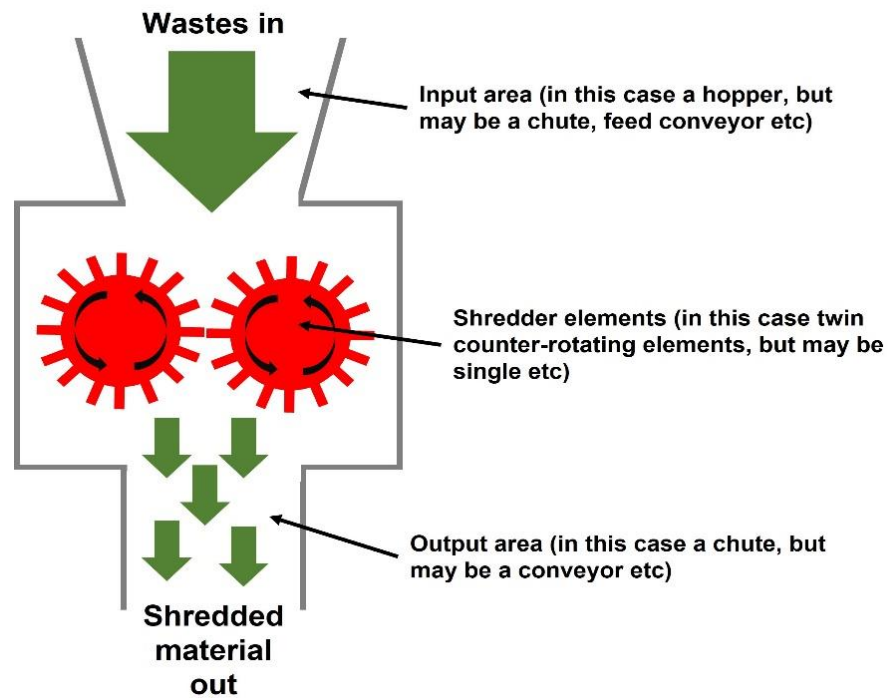 Wastes in
Input area (in this case a hopper, but
may be a chute, feed conveyor etc)
Shredder elements (in this case twin
counter-rotating elements, but may be
single etc)
Output area (in this case a chute, but
may be a conveyor etc)
Shredded
material
out